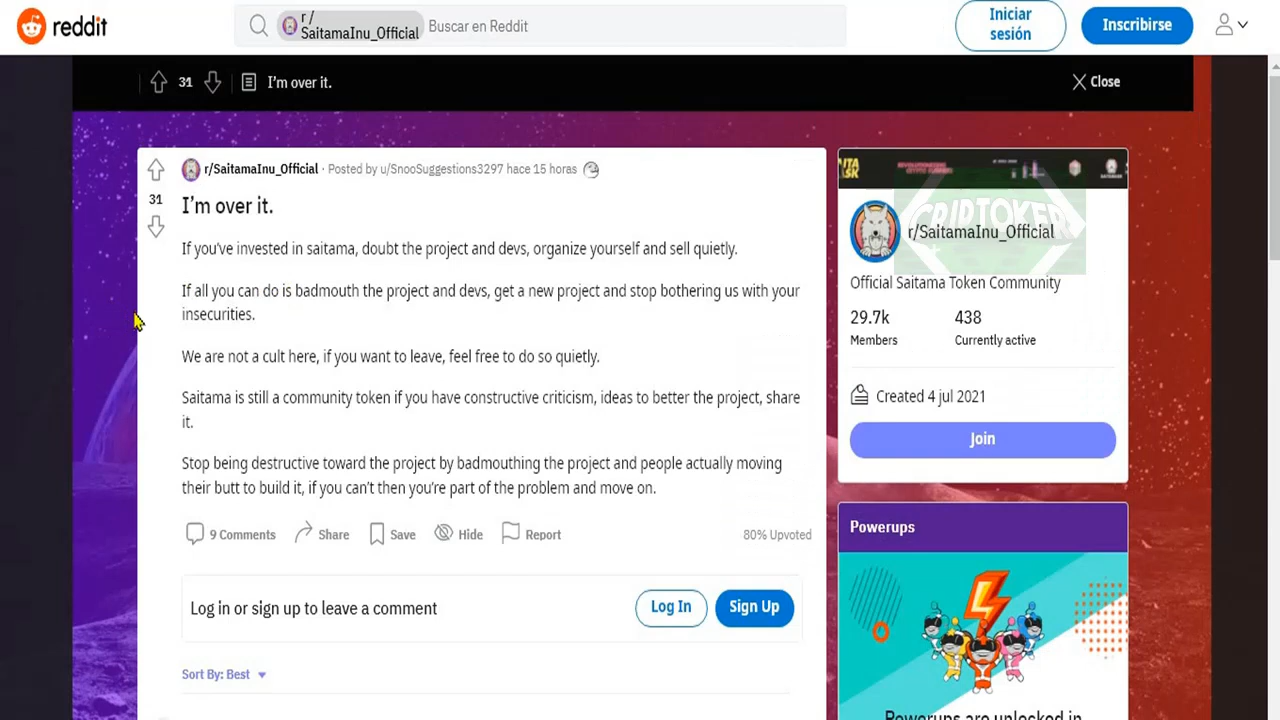 reddit
r/
SaitamaInu_Official
Buscar en Reddit
Iniciar
sesión
Inscribirse
31
I'm over it.
Close
r/SaitamaInu_Official · Posted by u/SnooSuggestions3297 hace 15 horas
31
I'm over it.
If you've invested in saitama, doubt the project and devs, organize yourself and sell quietly.
If all you can do is badmouth the project and devs, get a new project and stop bothering us with your
insecurities.
We are not a cult here, if you want to leave, feel free to do so quietly.
Saitama is still a community token if you have constructive criticism, ideas to better the project, share
it.
Stop being destructive toward the project by badmouthing the project and people actually moving
their butt to build it, if you can't then you're part of the problem and move on.
9 Comments
Share
Save
Hide
Report
80% Upvoted
Log in or sign up to leave a comment
Log In
Sign Up
Sort By: Best
CRIPTOKER
r/SaitamaInu_Official
Official Saitama Token Community
29.7k
438
Members
Currently active
Created 4 jul 2021
Join
Powerups
Powerups are unlocked in